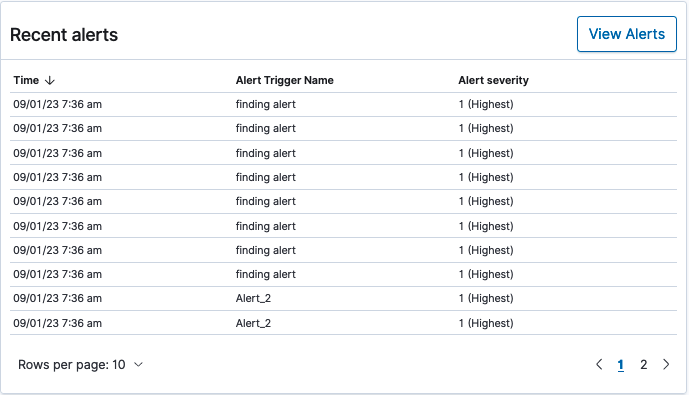 Recent alerts
View Alerts
Time Alert Trigger Name Alert severity
09/01/23 7:36 am finding alert 1 (Highest)
09/01/23 7:36 am finding alert 1 (Highest)
09/01/23 7:36 am finding alert 1 (Highest)
09/01/23 7:36 am finding alert 1 (Highest)
09/01/23 7:36 am finding alert 1 (Highest)
09/01/23 7:36 am finding alert 1 (Highest)
09/01/23 7:36 am finding alert 1 (Highest)
09/01/23 7:36 am finding alert 1 (Highest)
09/01/23 7:36 am Alert_2 1 (Highest)
09/01/23 7:36 am Alert_2 1 (Highest)
Rows per page: 10 1 2